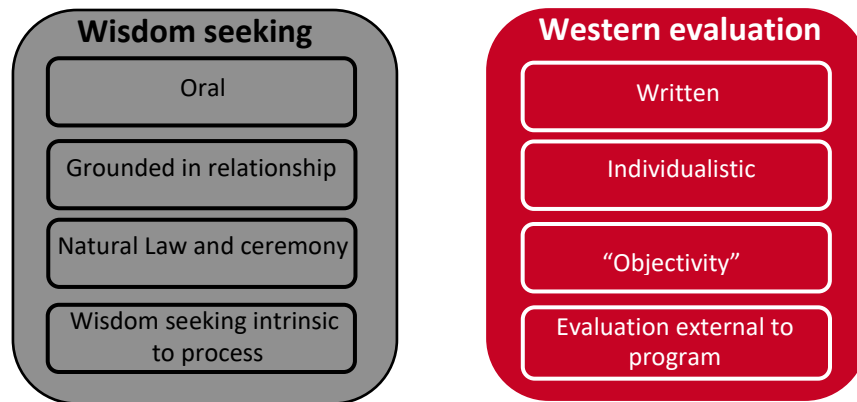 Wisdom seeking
Oral
Grounded in relationship
Natural Law and ceremony
Wisdom seeking intrinsic
to process
Western evaluation
Written
Individualistic
“Objectivity”
Evaluation external to
program